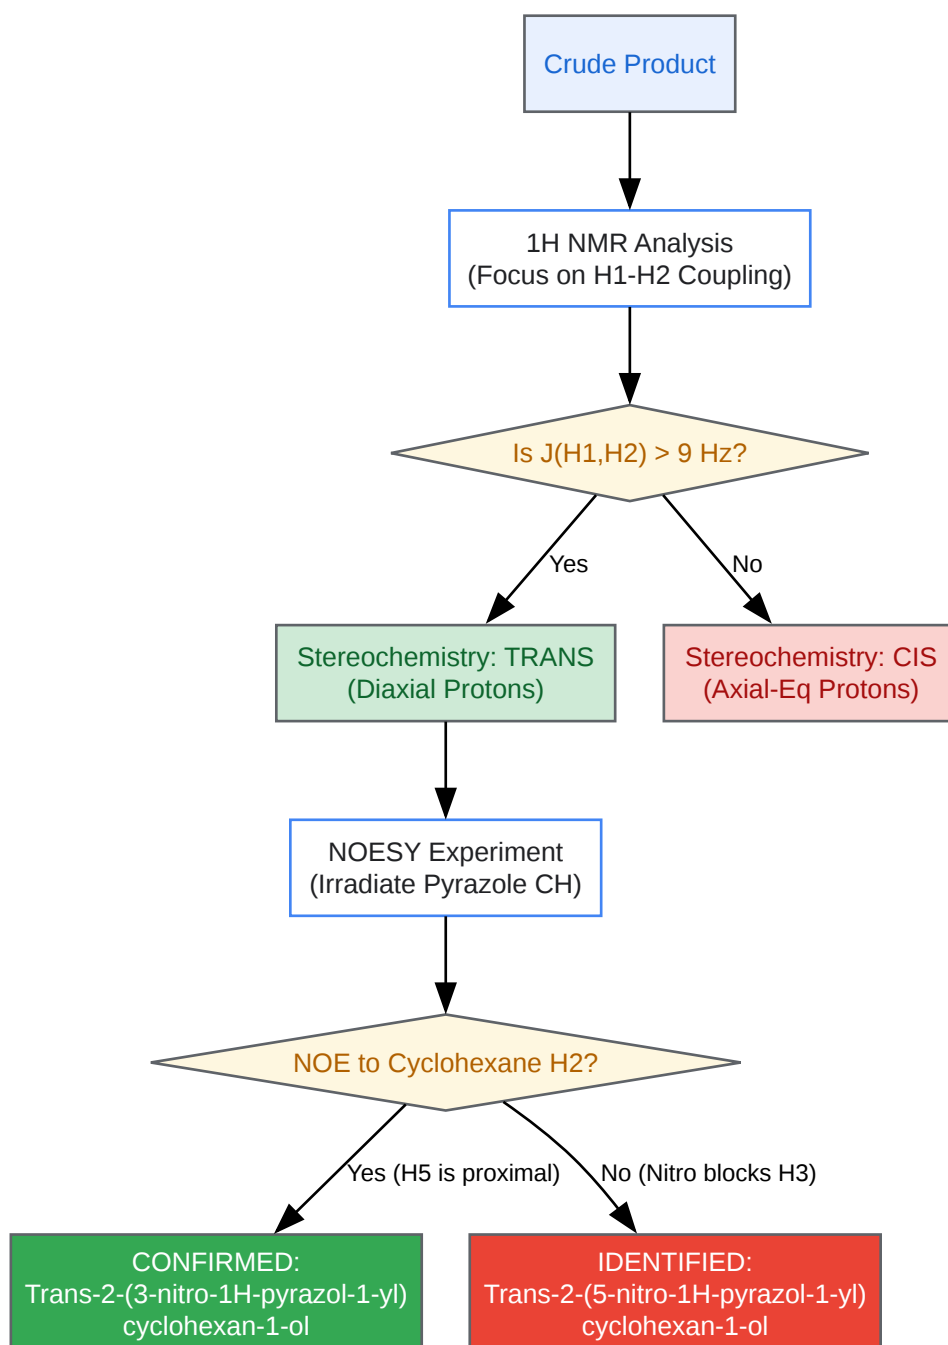 Crude Product
1H NMR Analysis
(Focus on H1-H2 Coupling)
Is J(H1,H2) > 9 Hz?
Yes
No
Stereochemistry: TRANS
(Diaxial Protons)
Stereochemistry: CIS
(Axial-Eq Protons)
NOESY Experiment
(Irradiate Pyrazole CH)
NOE to Cyclohexane H2?
Yes (H5 is proximal)
No (Nitro blocks H3)
CONFIRMED:
Trans-2-(3-nitro-1H-pyrazol-1-yl)
cyclohexan-1-ol
IDENTIFIED:
Trans-2-(5-nitro-1H-pyrazol-1-yl)
cyclohexan-1-ol